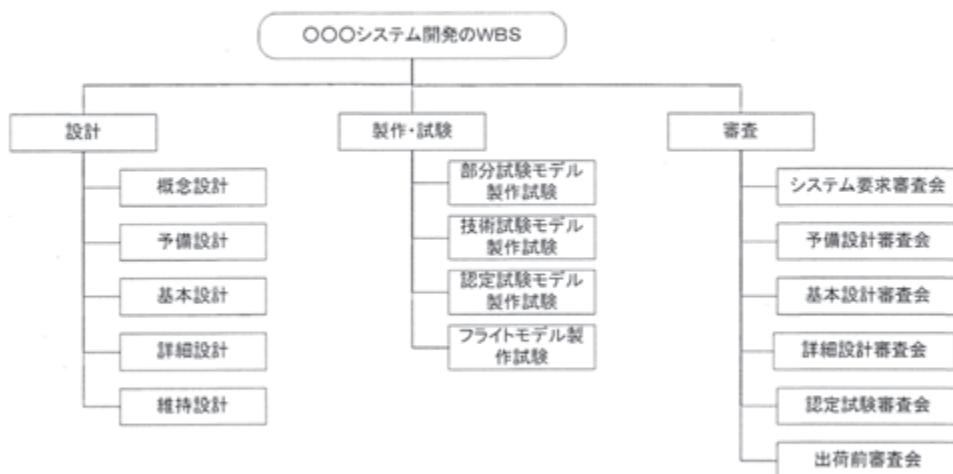 〇〇〇システム開発のWBS
設計
概念設計
予備設計
基本設計
詳細設計
維持設計
製作・試験
部分試験モデル
製作試験
技術試験モデル
製作試験
認定試験モデル
製作試験
フライトモデル製
作試験
審査
システム要求審査会
予備設計審査会
基本設計審査会
詳細設計審査会
認定試験審査会
出荷前審査会